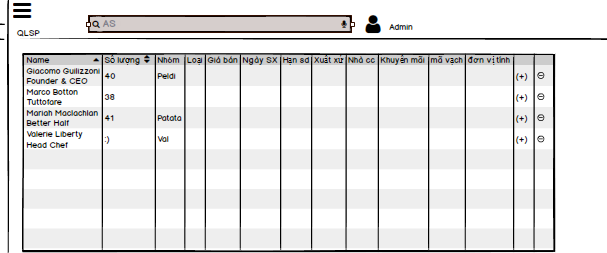 QLSP
AS
Admin
Name Số lượng Nhóm Loại Giá bán Ngày SX Hạn sd Xuất xứ Nhà cc Khuyến mãi mã vạch đơn vị tính
Giacomo Guilizzoni
Founder & CEO
40 Peldi (+)
Marco Botton
Tuttofare
38 (+)
Mariah Maclachlan
Better Half
41 Patata (+)
Valerie Liberty
Head Chef
:) Val (+)